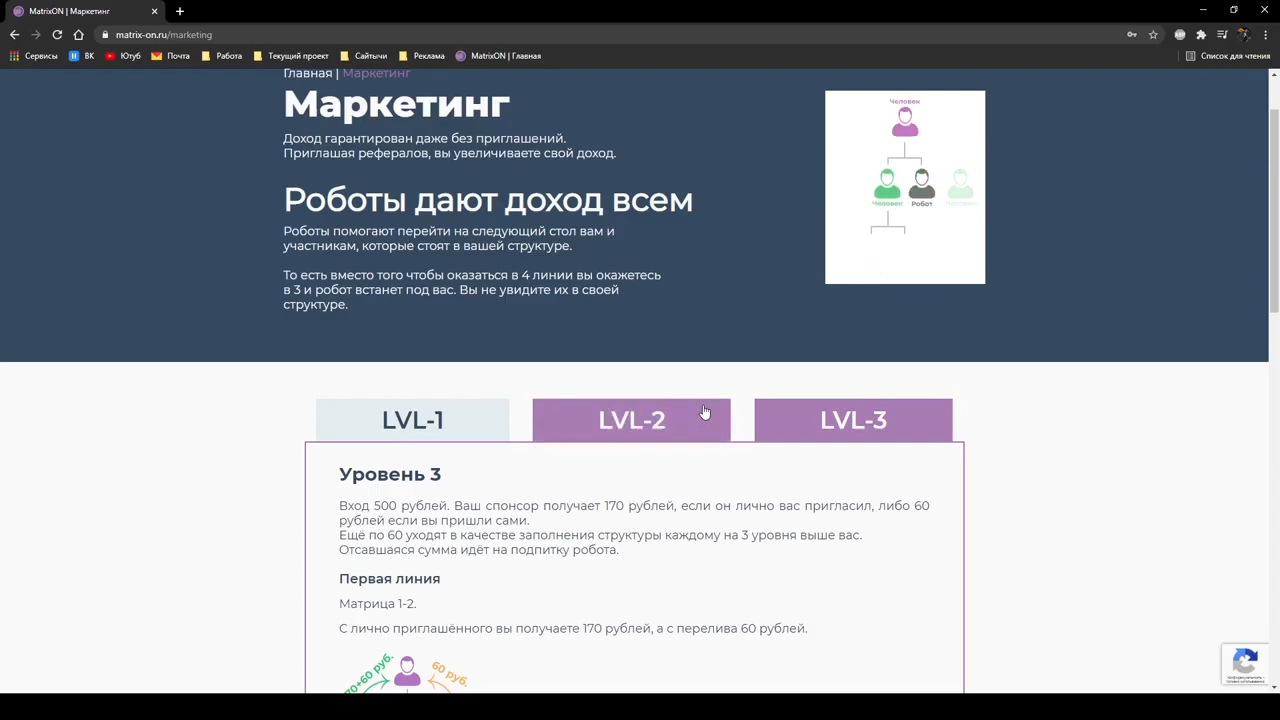 MatrixON | Маркетинг
matrix-on.ru/marketing
Сервисы
ВК
Ютуб
Почта
Работа
Текущий проект
Сайтычи
Реклама
MatrixON | Главная
Список для чтения
Главная | Маркетинг
Маркетинг
Доход гарантирован даже без приглашений.
Приглашая рефералов, вы увеличиваете свой доход.
Роботы дают доход всем
Роботы помогают перейти на следующий стол вам и
участникам, которые стоят в вашей структуре.
То есть вместо того чтобы оказаться в 4 линии вы окажетесь
в 3 и робот встанет под вас. Вы не увидите их в своей
структуре.
Человек
Человек
Робот
Человек
LVL-1
LVL-2
LVL-3
Уровень 3
Вход 500 рублей. Ваш спонсор получает 170 рублей, если он лично вас пригласил, либо 60
рублей если вы пришли сами.
Ещё по 60 уходят в качестве заполнения структуры каждому на 3 уровня выше вас.
Отсавшаяся сумма идёт на подпитку робота.
Первая линия
Матрица 1-2.
С лично приглашённого вы получаете 170 рублей, а с перелива 60 рублей.
70+60 руб.
60 руб.